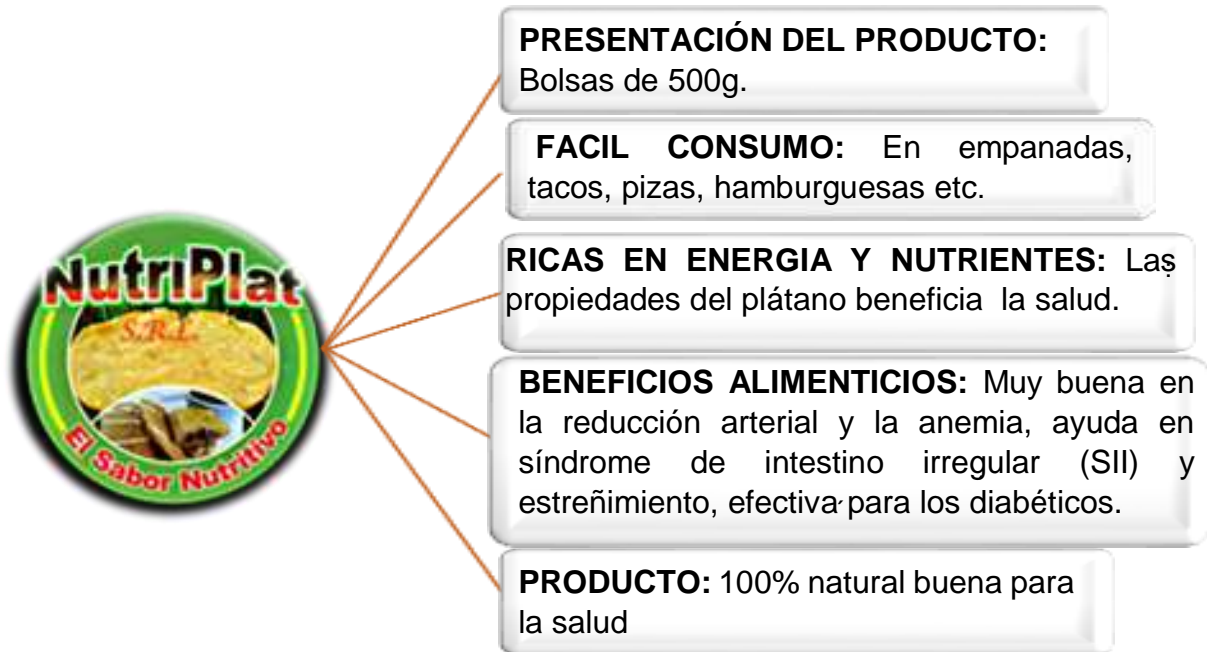 NutriPlat
S.R.L.
El Sabor Nutritivo
PRESENTACIÓN DEL PRODUCTO:
Bolsas de 500g.
FACIL CONSUMO: En empanadas,
tacos, pizas, hamburguesas etc.
RICAS EN ENERGIA Y NUTRIENTES: Las
propiedades del plátano beneficia la salud.
BENEFICIOS ALIMENTICIOS: Muy buena en
la reducción arterial y la anemia, ayuda en
síndrome de intestino irregular (SII) y
estreñimiento, efectiva para los diabéticos.
PRODUCTO: 100% natural buena para
la salud